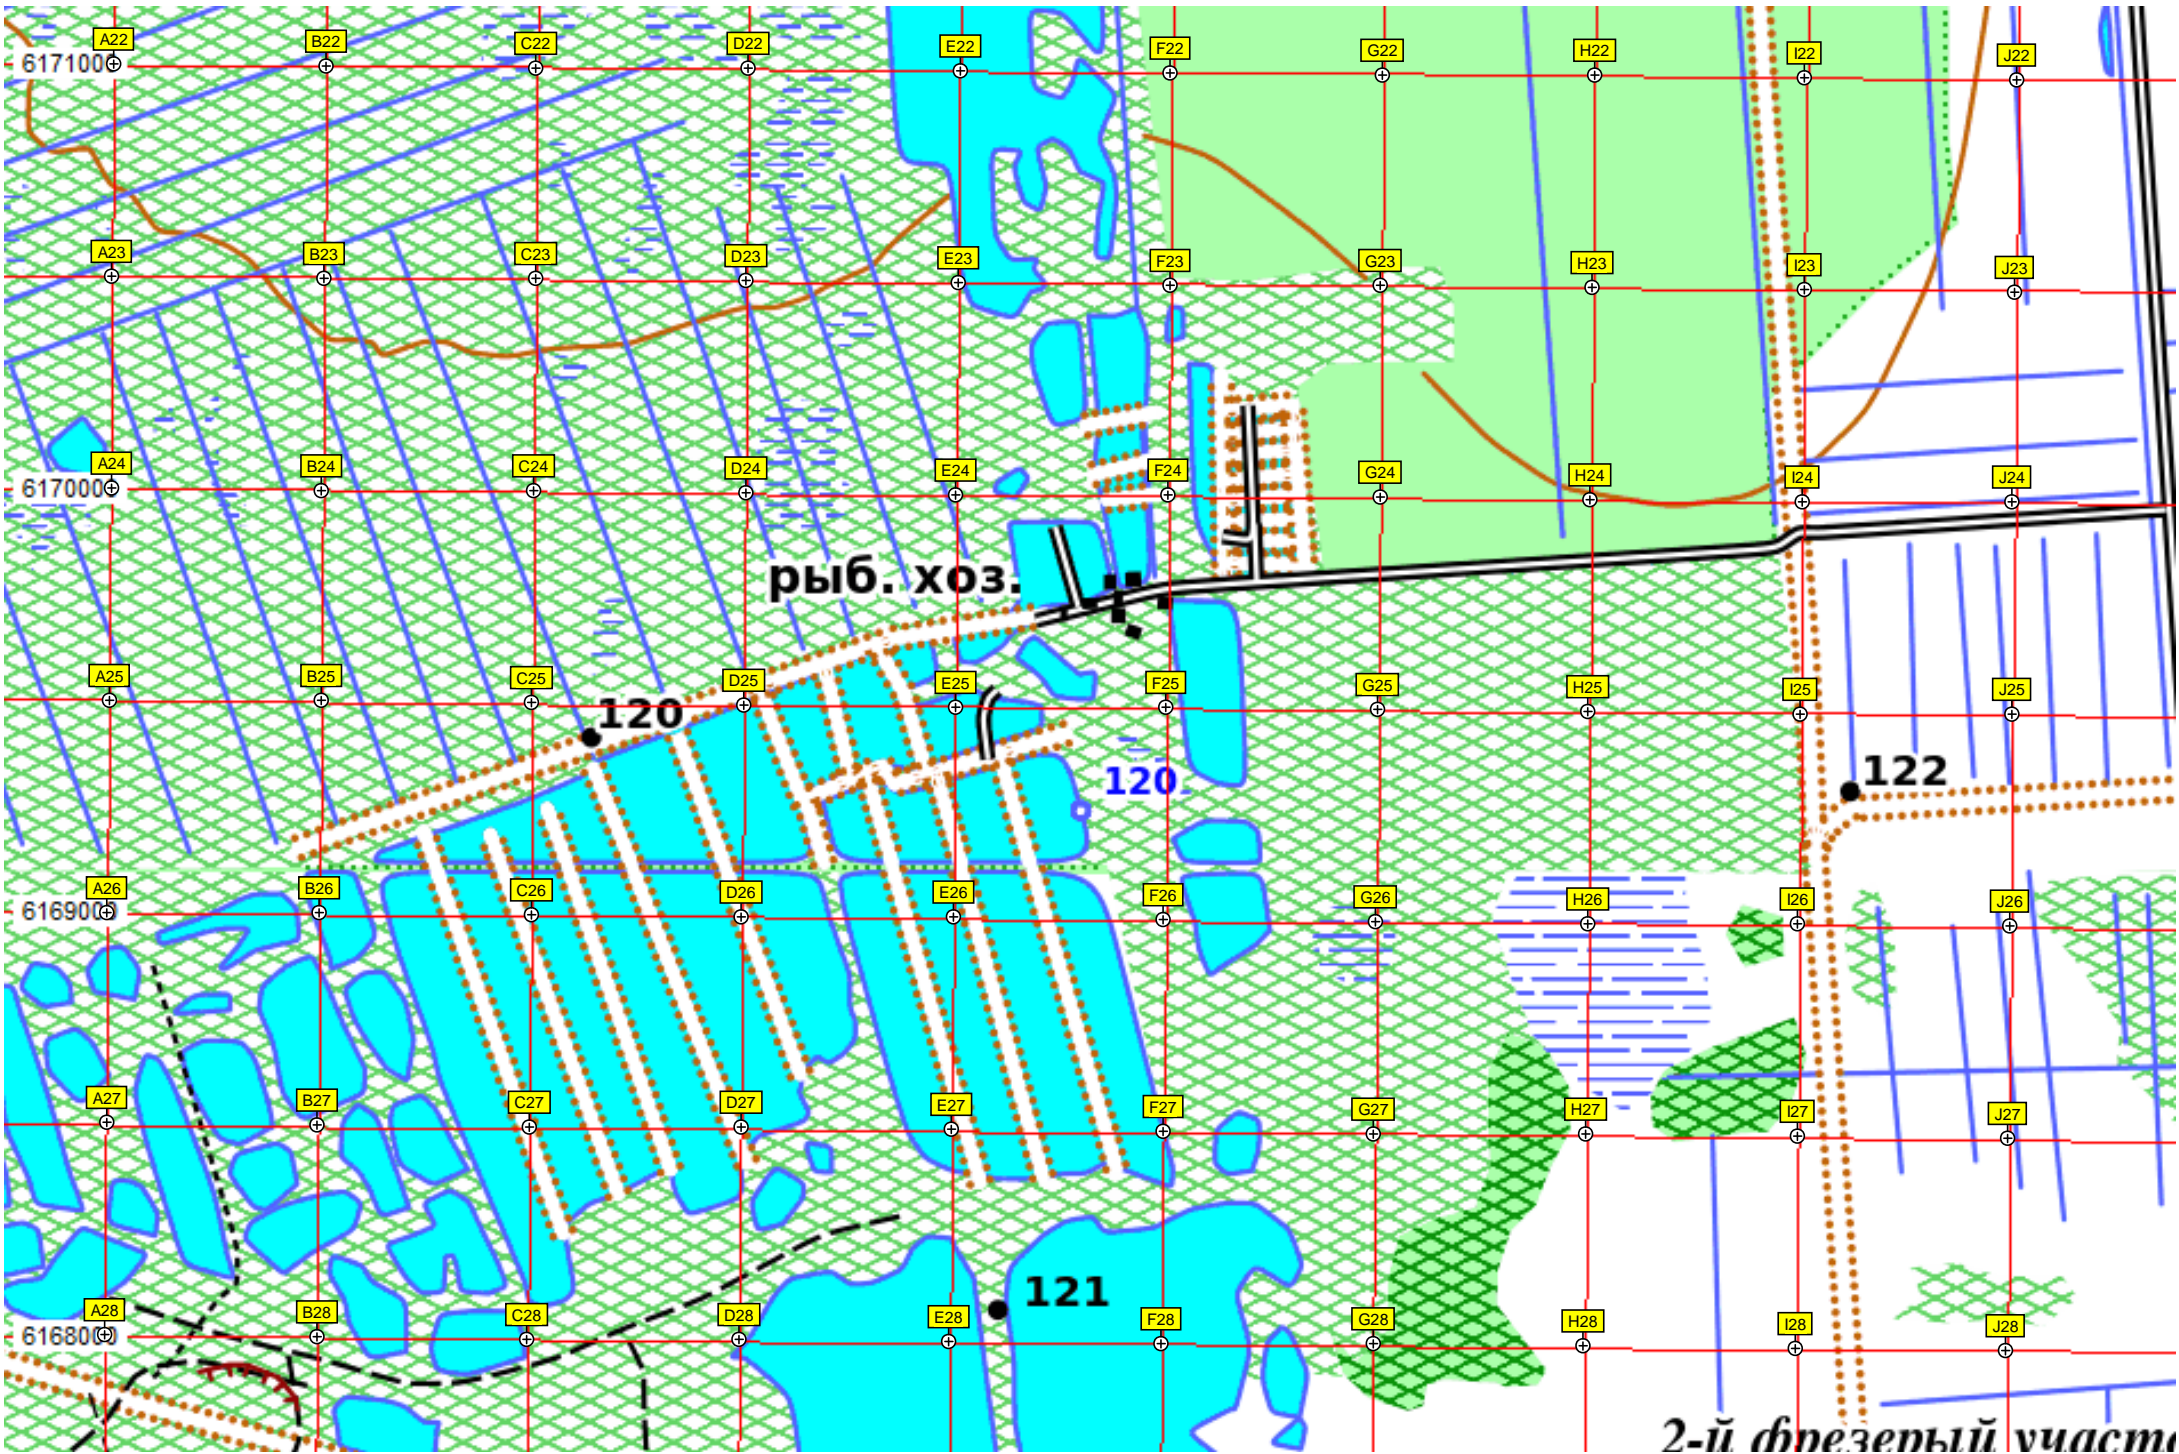 A22 B22 C22 D22 E22 F22 G22 H22 I22 J22
6171000
A23 B23 C23 D23 E23 F23 G23 H23 I23 J23
A24 B24 C24 D24 E24 F24 G24 H24 I24 J24
6170000
рыб. хоз.
A25 B25 C25 D25 E25 F25 G25 H25 I25 J25
120
120
122
A26 B26 C26 D26 E26 F26 G26 H26 I26 J26
6169000
A27 B27 C27 D27 E27 F27 G27 H27 I27 J27
121
A28 B28 C28 D28 E28 F28 G28 H28 I28 J28
6168000
2-й фрезерый